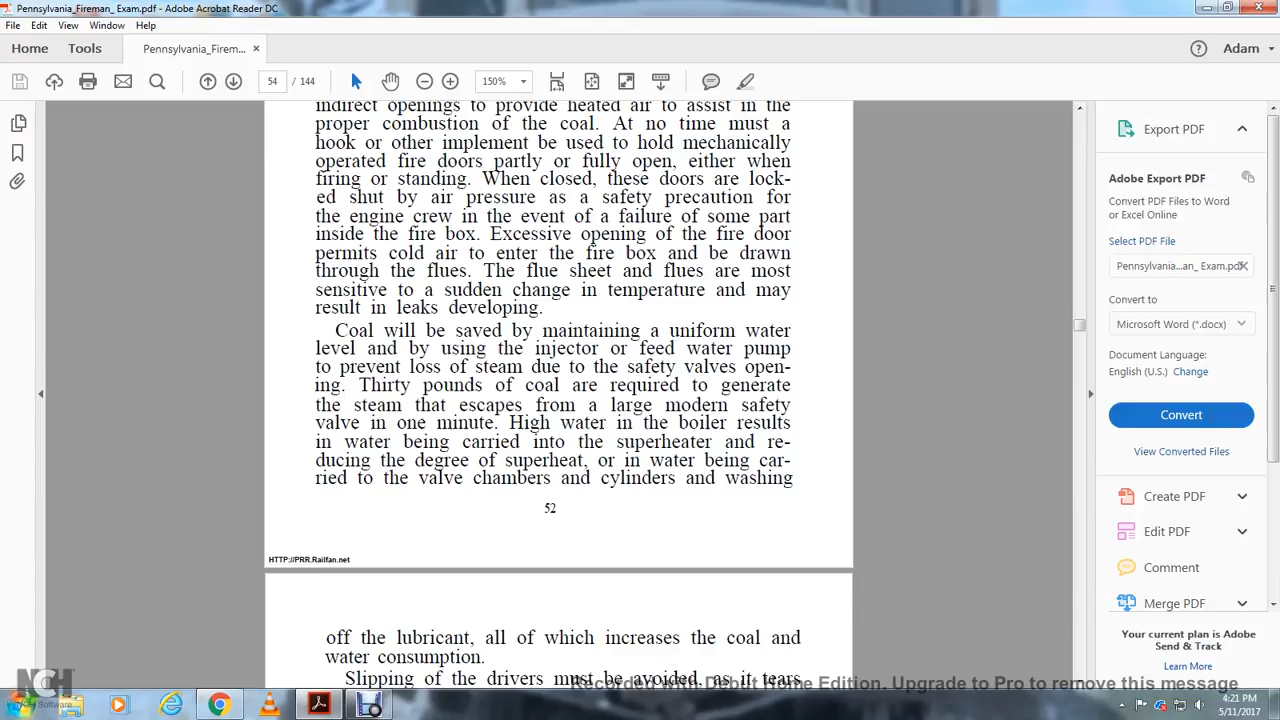 Pennsylvania_Fireman_ Exam.pdf - Adobe Acrobat Reader DC
File Edit View Window Help
Home Tools Pennsylvania_Firem... × Adam
54 / 144 150%
indirect openings to provide heated air to assist in the
proper combustion of the coal. At no time must a
hook or other implement be used to hold mechanically
operated fire doors partly or fully open, either when
firing or standing. When closed, these doors are lock-
ed shut by air pressure as a safety precaution for
the engine crew in the event of a failure of some part
inside the fire box. Excessive opening of the fire door
permits cold air to enter the fire box and be drawn
through the flues. The flue sheet and flues are most
sensitive to a sudden change in temperature and may
result in leaks developing.
Coal will be saved by maintaining a uniform water
level and by using the injector or feed water pump
to prevent loss of steam due to the safety valves open-
ing. Thirty pounds of coal are required to generate
the steam that escapes from a large modern safety
valve in one minute. High water in the boiler results
in water being carried into the superheater and re-
ducing the degree of superheat, or in water being car-
ried to the valve chambers and cylinders and washing
52
HTTP://PRR.Railfan.net
off the lubricant, all of which increases the coal and
water consumption.
Slipping of the drivers must be avoided, as it tears
Export PDF
Adobe Export PDF
Convert PDF Files to Word
or Excel Online
Select PDF File
Pennsylvania...an_ Exam.pdf
Convert to
Microsoft Word (*.docx)
Document Language:
English (U.S.) Change
Convert
View Converted Files
Create PDF
Edit PDF
Comment
Merge PDF
Your current plan is Adobe
Send & Track
Learn More
Recorded with Debut Home Edition. Upgrade to Pro to remove this message
NCH
Software
4:21 PM
5/11/2017